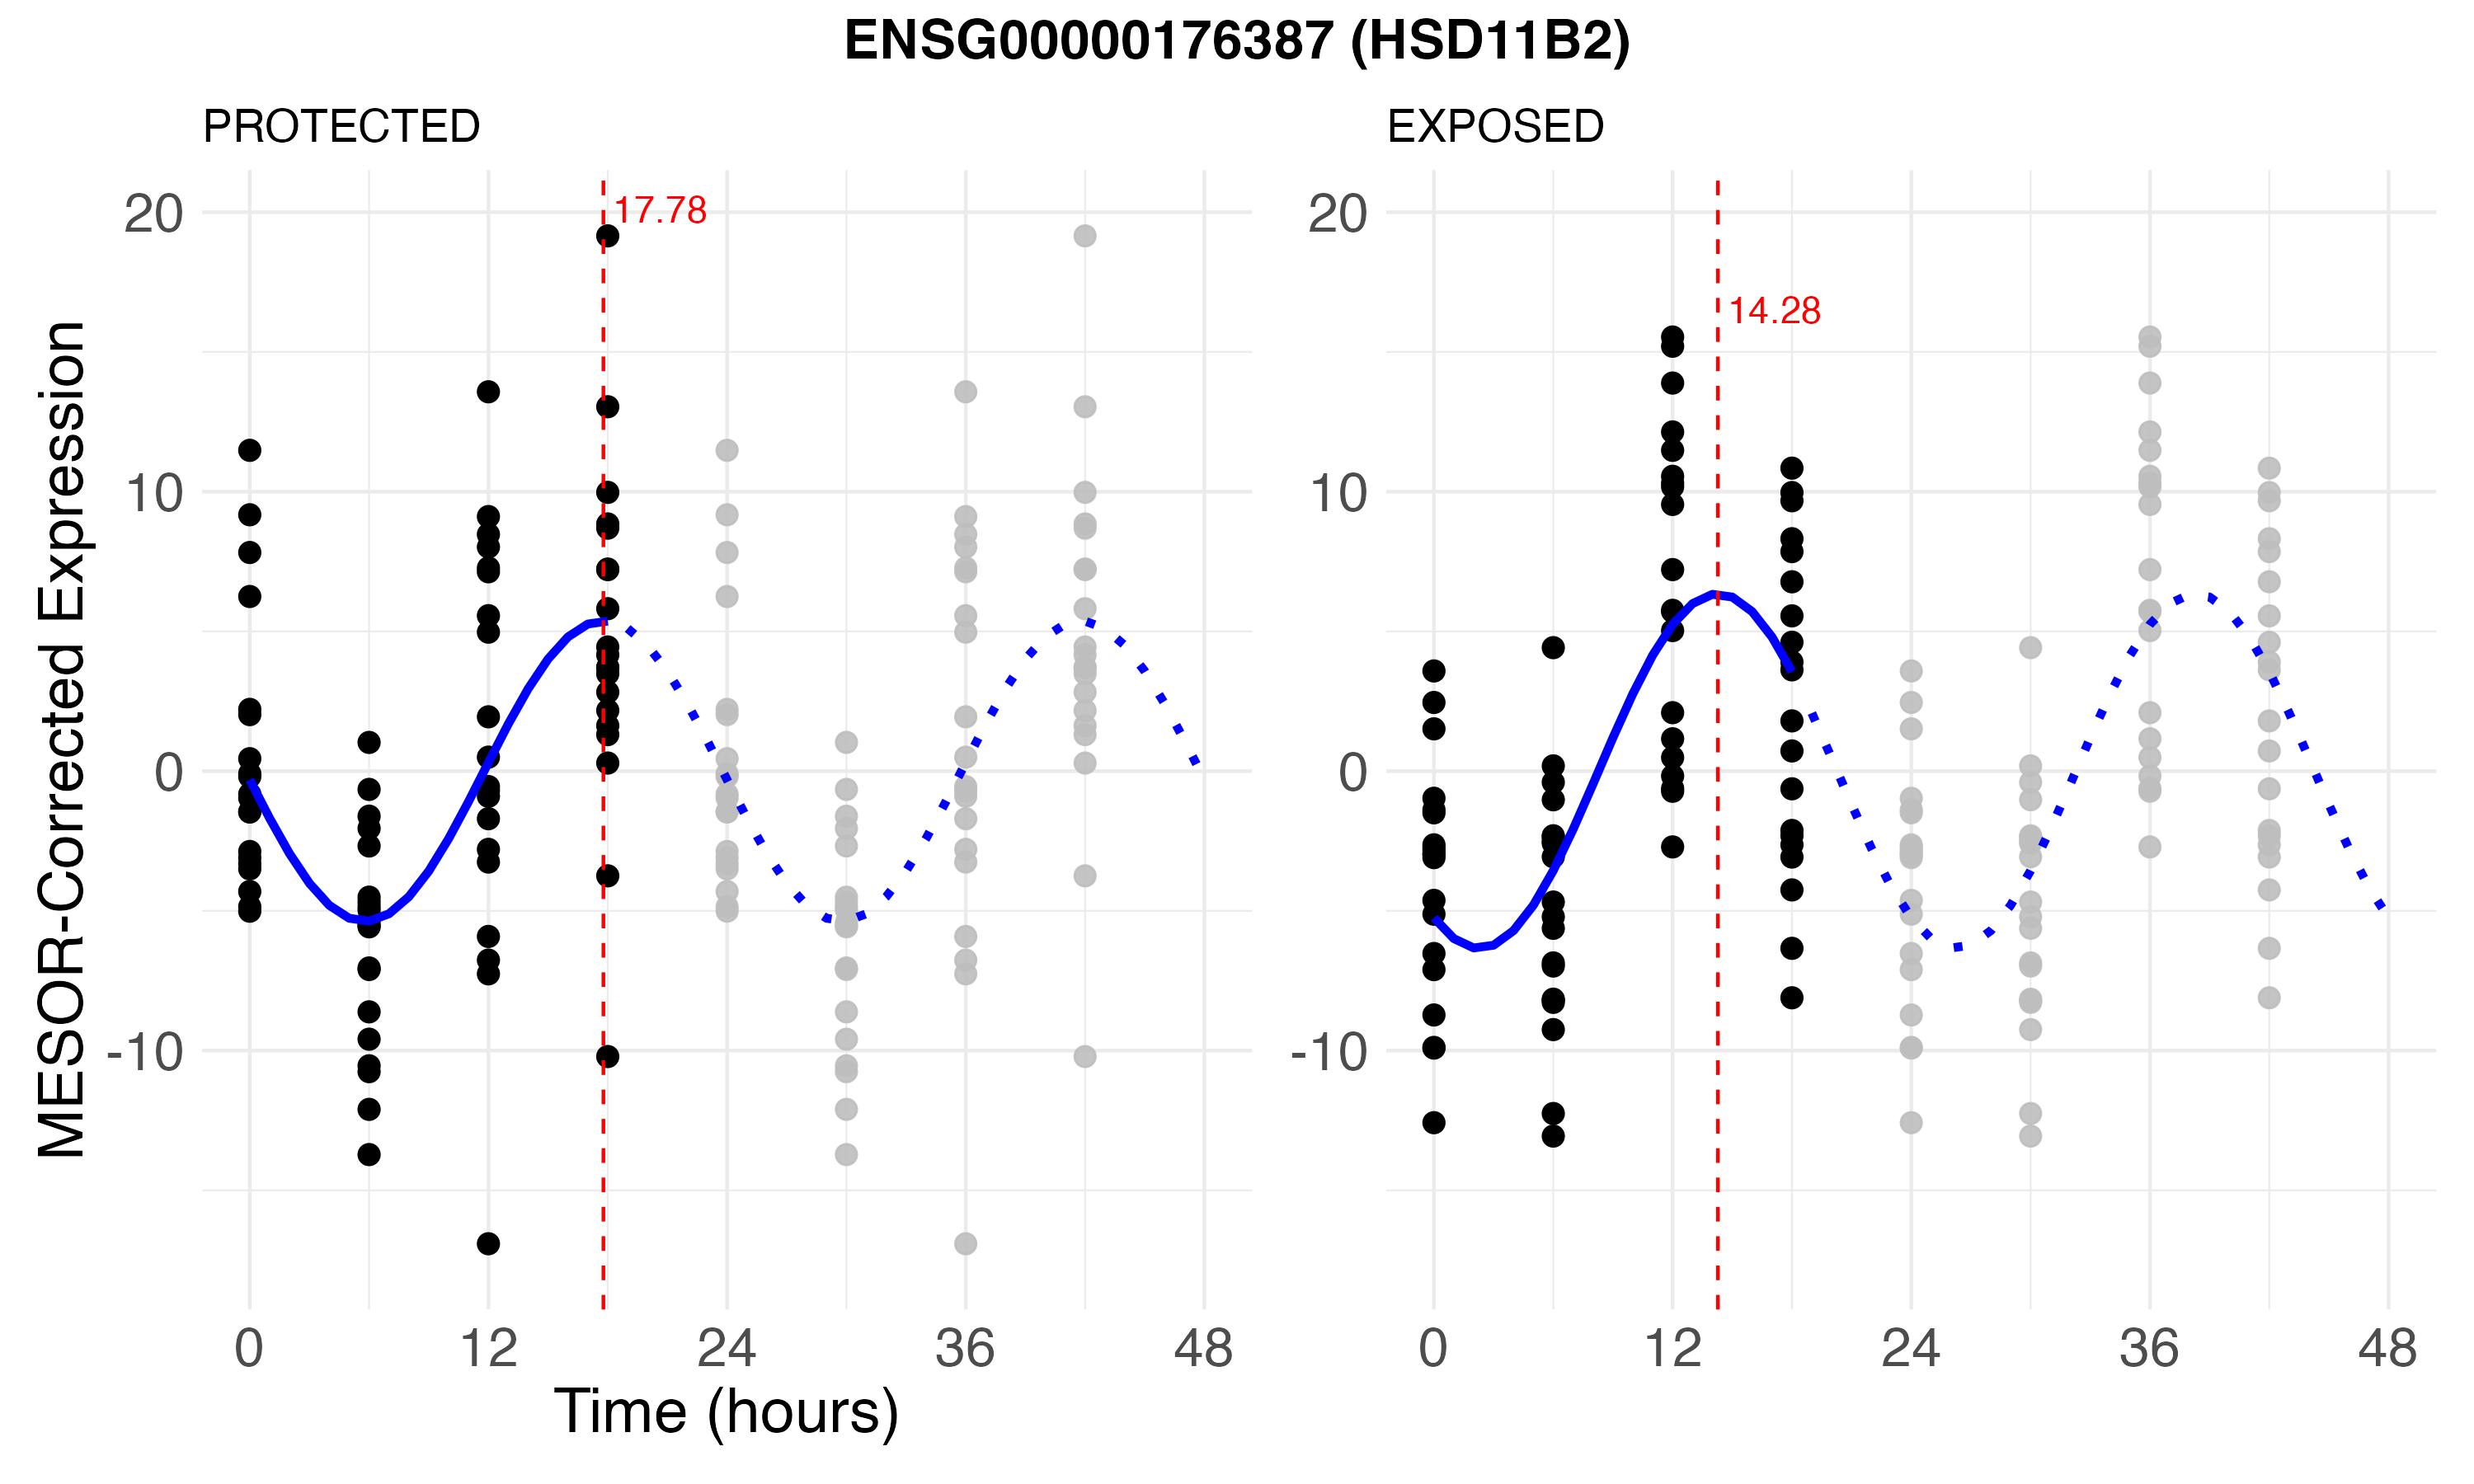 ENSG00000176387 (HSD11B2)
PROTECTED
EXPOSED
MESOR-Corrected Expression
20
10
0
-10
17.78
0 12 24 36 48
20
10
0
-10
14.28
0 12 24 36 48
Time (hours)